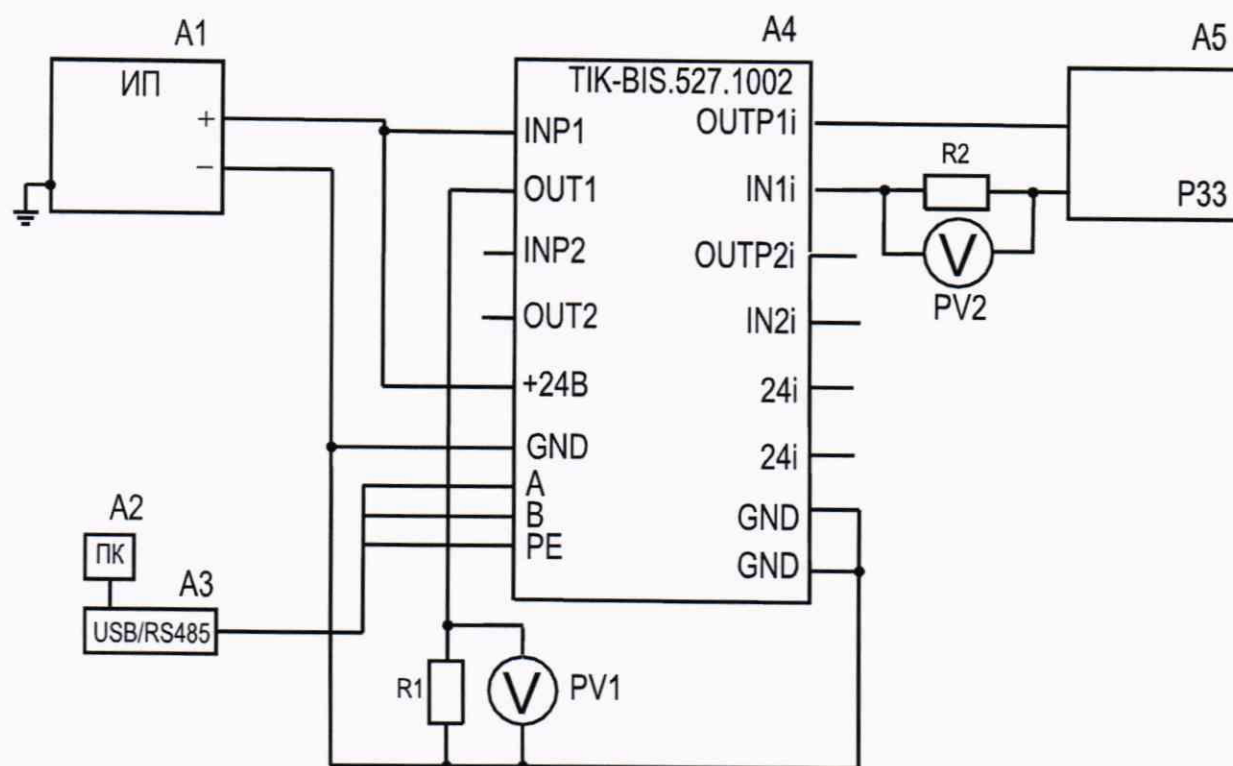 A1
ИП
+
−
A4
TIK-BIS.527.1002
INP1
OUT1
INP2
OUT2
+24В
GND
A
B
PE
OUTP1i
IN1i
OUTP2i
IN2i
24i
24i
GND
GND
A5
P33
R2
V
PV2
A2
ПК
A3
USB/RS485
R1
V
PV1